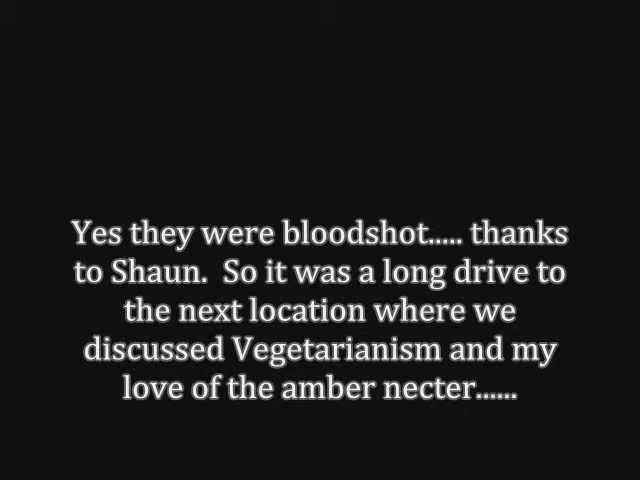 Yes they were bloodshot..... thanks
to Shaun.  So it was a long drive to
the next location where we
discussed Vegetarianism and my
love of the amber necter......